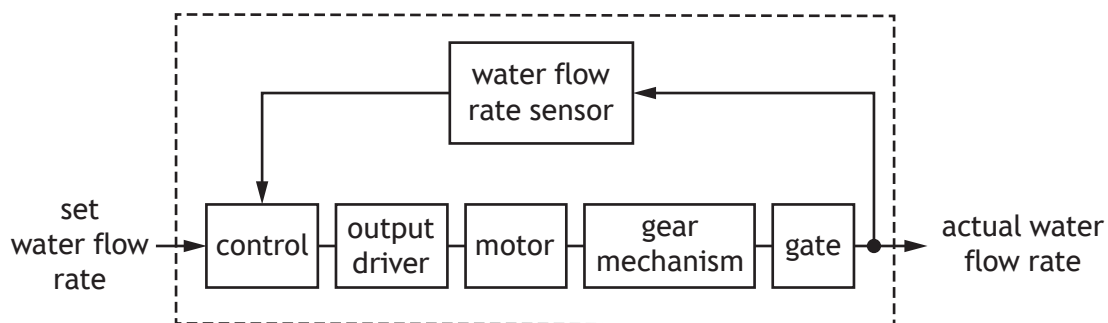 water flow
rate sensor
set
water flow
rate
control
output
driver
motor
gear
mechanism
gate
actual water
flow rate